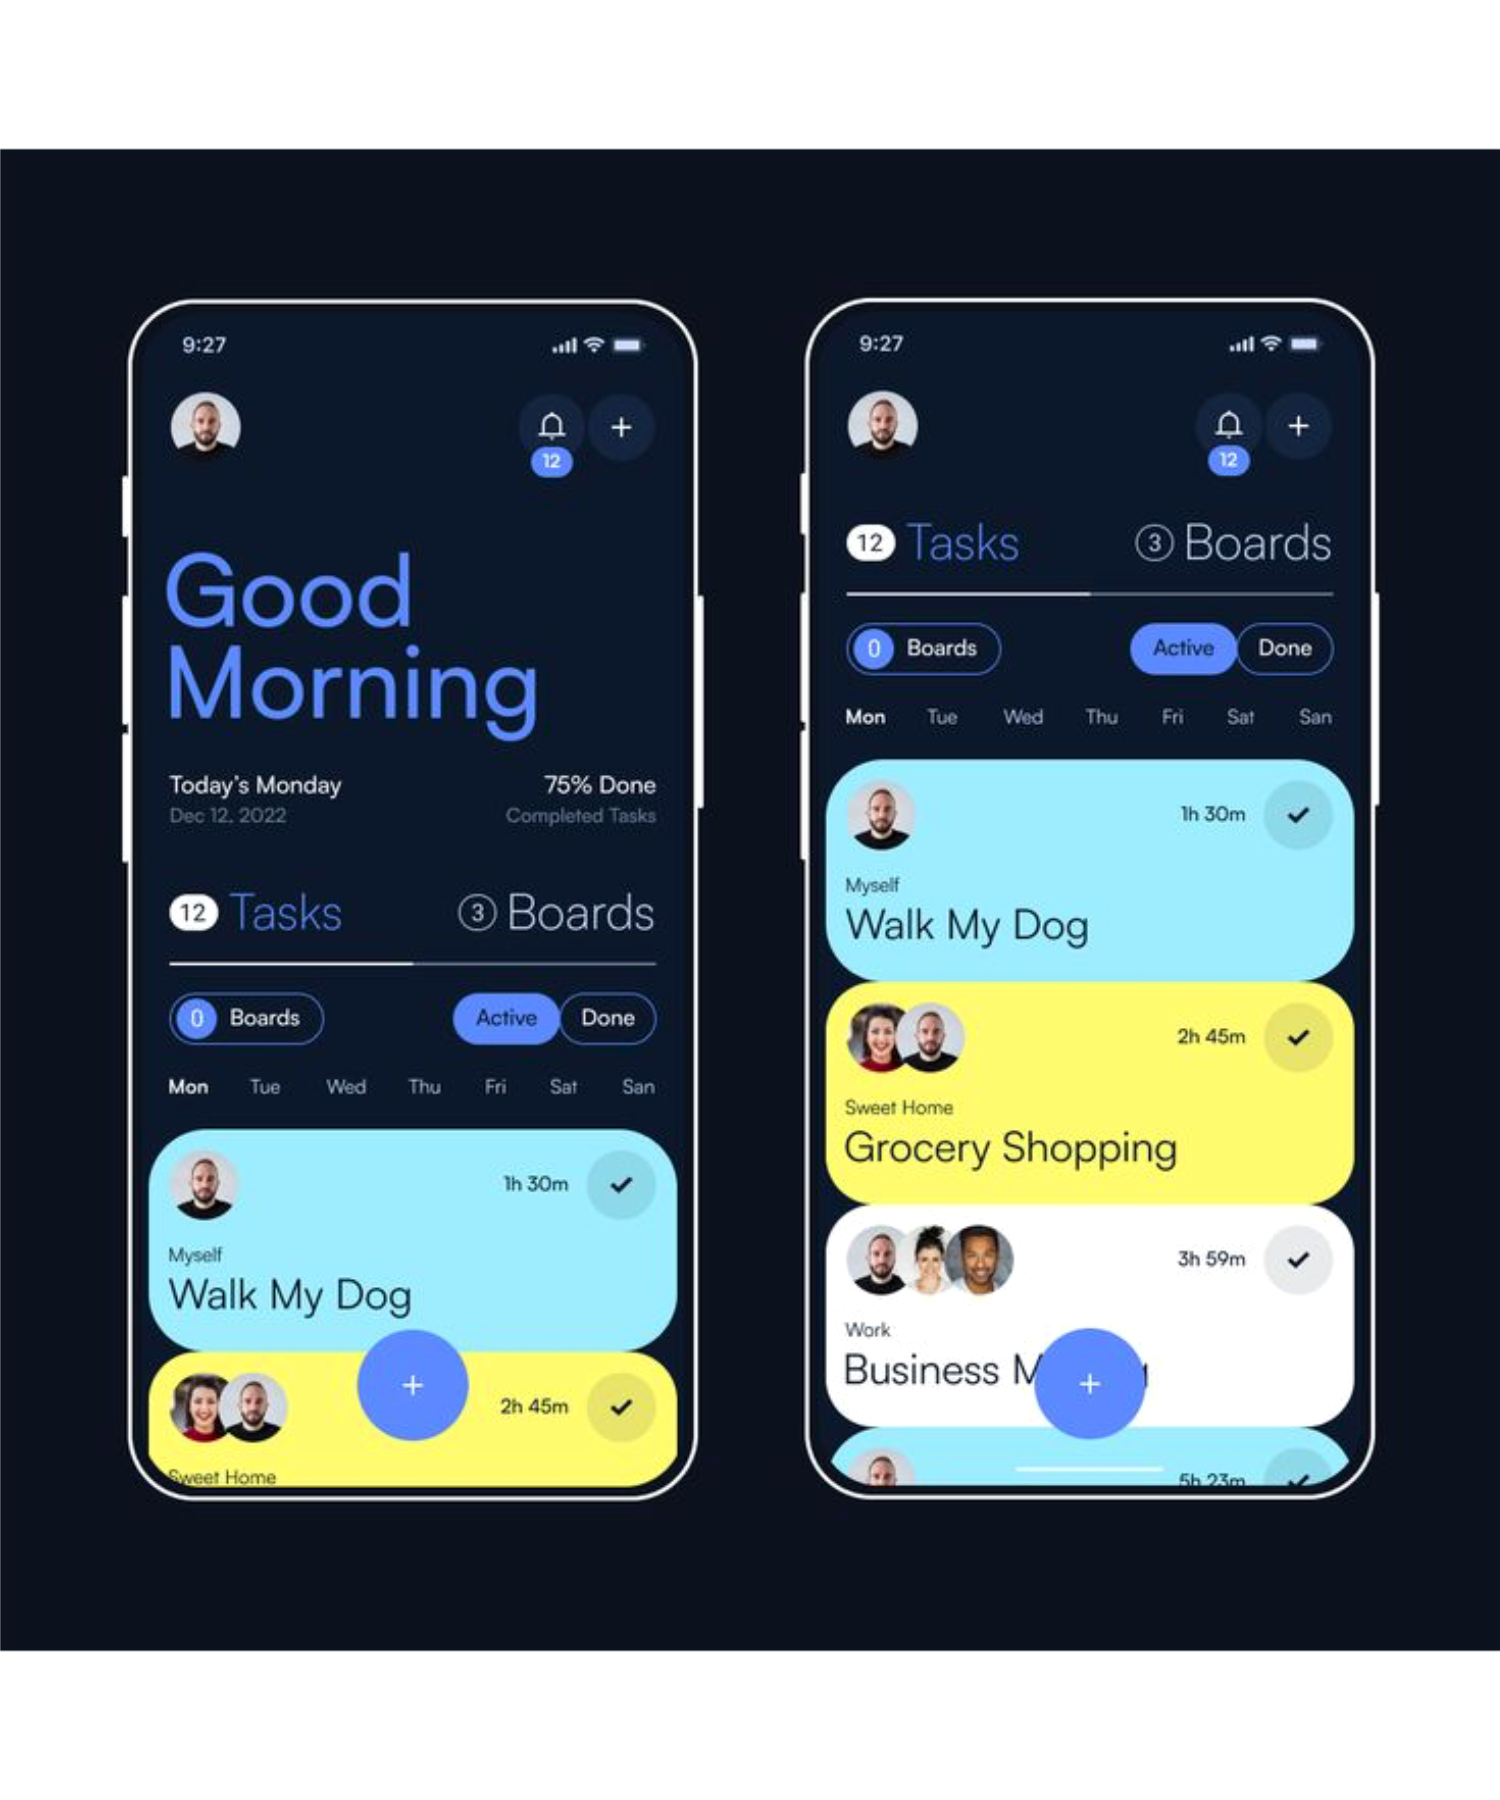 9:27
12
Good
Morning
Today's Monday 75% Done
Dec 12, 2022 Completed Tasks
12 Tasks 3 Boards
0 Boards Active Done
Mon Tue Wed Thu Fri Sat San
1h 30m
Myself
Walk My Dog
2h 45m
Sweet Home
9:27
12
12 Tasks 3 Boards
0 Boards Active Done
Mon Tue Wed Thu Fri Sat San
1h 30m
Myself
Walk My Dog
2h 45m
Sweet Home
Grocery Shopping
3h 59m
Work
Business
5h 23m